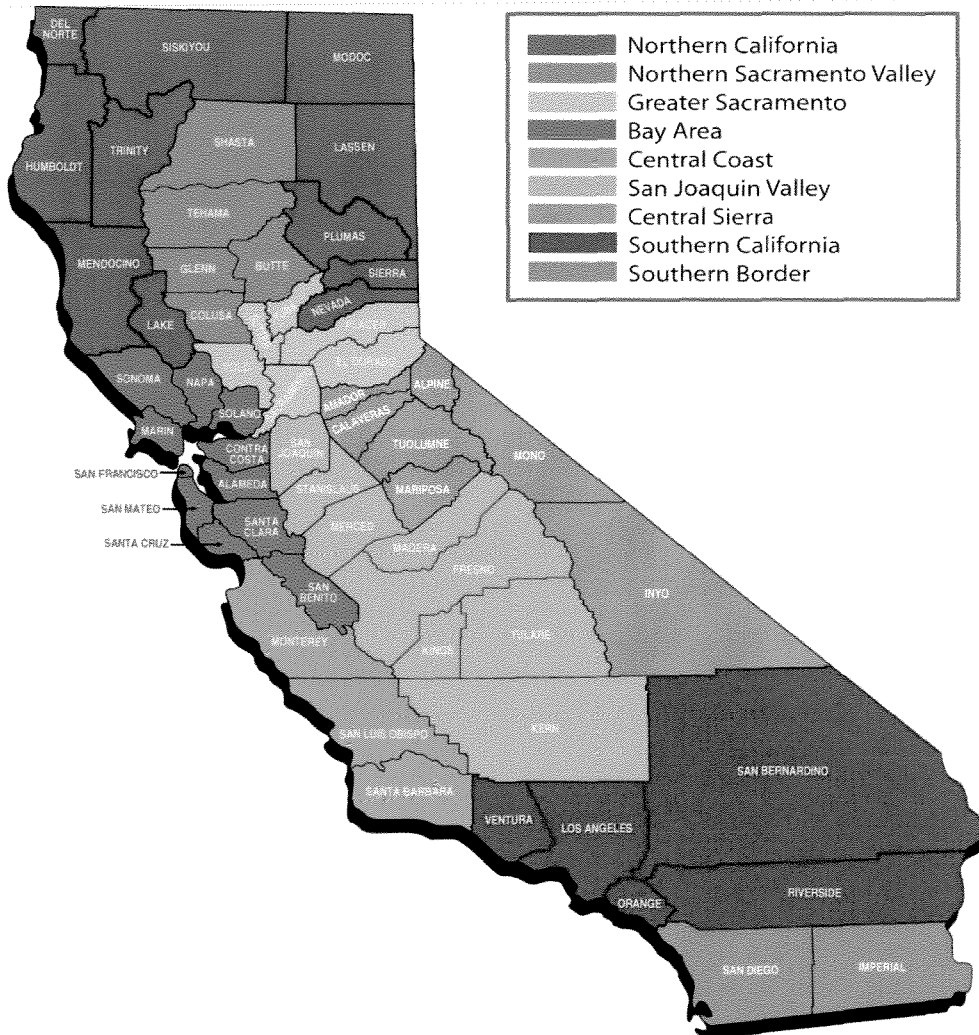 Northern California
Northern Sacramento Valley
Greater Sacramento
Bay Area
Central Coast
San Joaquin Valley
Central Sierra
Southern California
Southern Border
DEL
NORTE
SISKIYOU
MODOC
HUMBOLDT
TRINITY
SHASTA
LASSEN
TEHAMA
PLUMAS
MENDOCINO
GLENN
BUTTE
SIERRA
LAKE
COLUSA
NEVADA
SONOMA
NAPA
SOLANO
AMADOR
ALPINE
MARIN
CALAVERAS
CONTRA
COSTA
SAN
JOAQUIN
TUOLUMNE
MONO
SAN FRANCISCO
ALAMEDA
STANISLAUS
MARIPOSA
SAN MATEO
SANTA
CLARA
MERCED
SANTA CRUZ
MADERA
FRESNO
SAN
BENITO
INYO
MONTEREY
KINGS
TULARE
SAN LUIS OBISPO
KERN
SANTA BARBARA
SAN BERNARDINO
VENTURA
LOS ANGELES
ORANGE
RIVERSIDE
SAN DIEGO
IMPERIAL